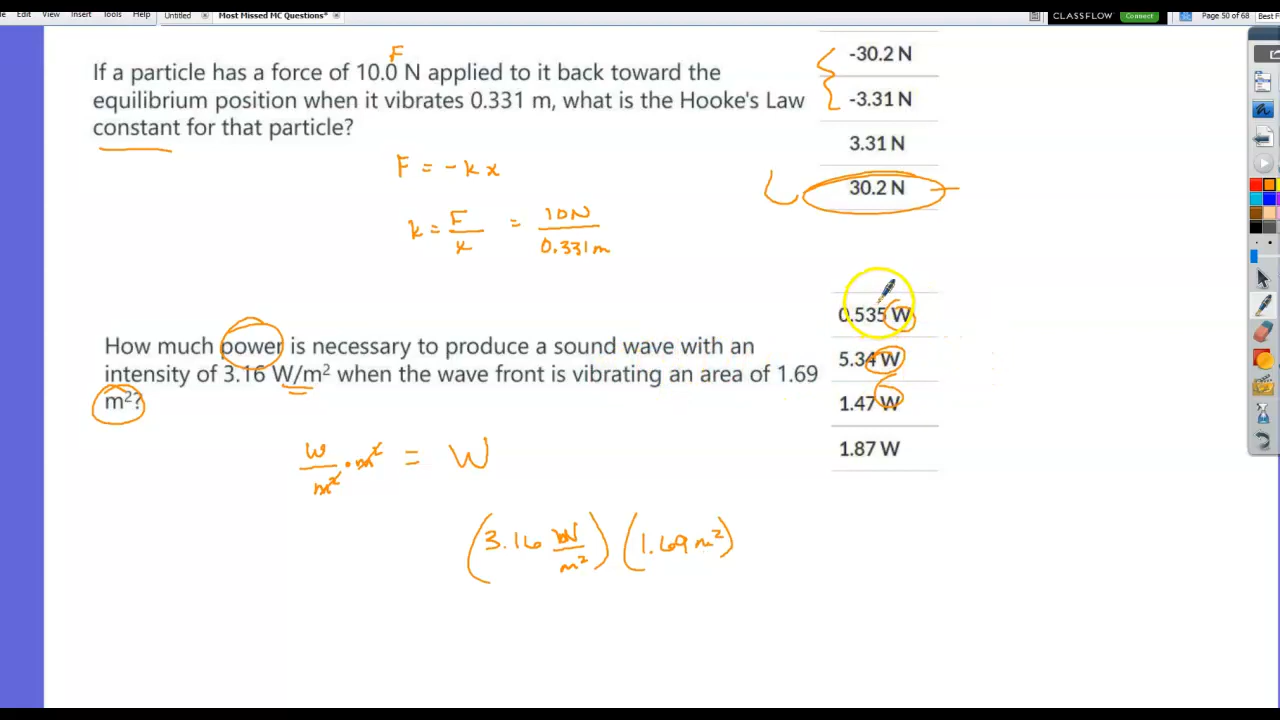 Edit View Insert Tools Help Untitled Most Missed MC Questions* CLASSFLOW Connect Page 50 of 68 Best F
F
If a particle has a force of 10.0 N applied to it back toward the
equilibrium position when it vibrates 0.331 m, what is the Hooke's Law
constant for that particle?
-30.2 N
-3.31 N
3.31 N
30.2 N
F = -kx
k = F/x = 10N/0.331m
How much power is necessary to produce a sound wave with an
intensity of 3.16 W/m² when the wave front is vibrating an area of 1.69
m²?
0.535 W
5.34 W
1.47 W
1.87 W
W/m² · m² = W
(3.16 W/m²)(1.69 m²)